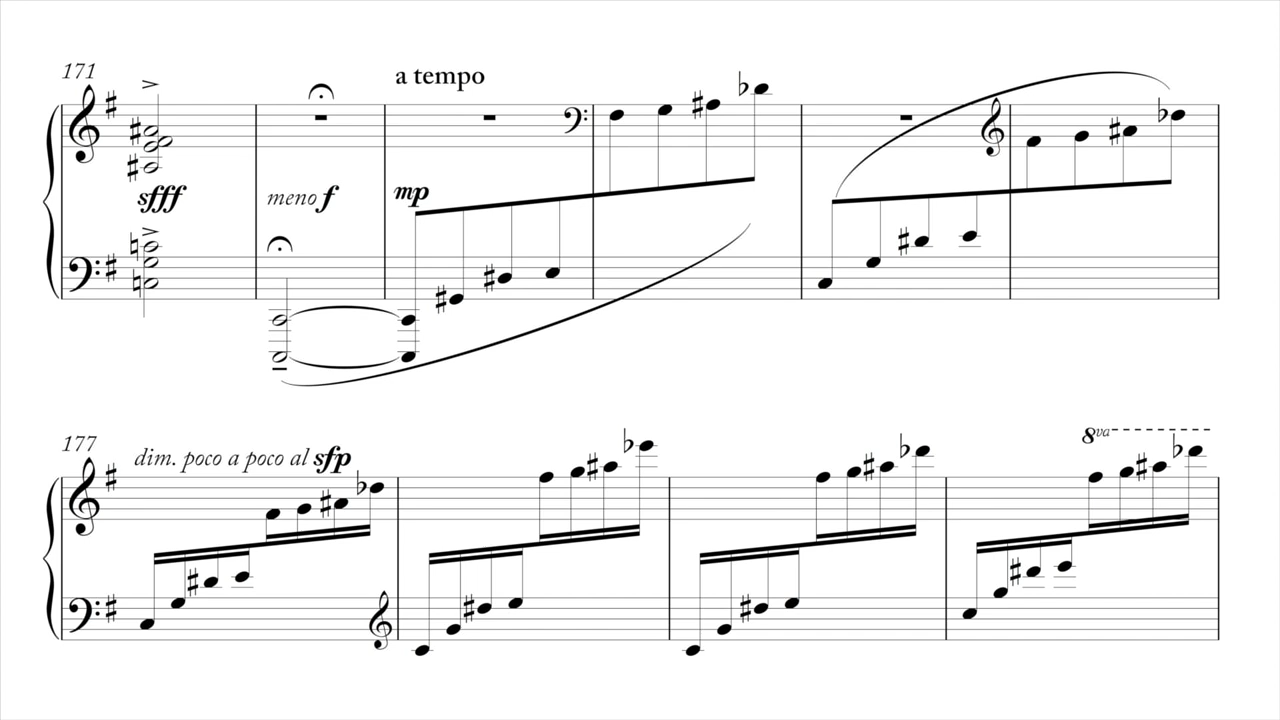 171
a tempo
sfff
meno f
mp
177
dim. poco a poco al sfp
8va